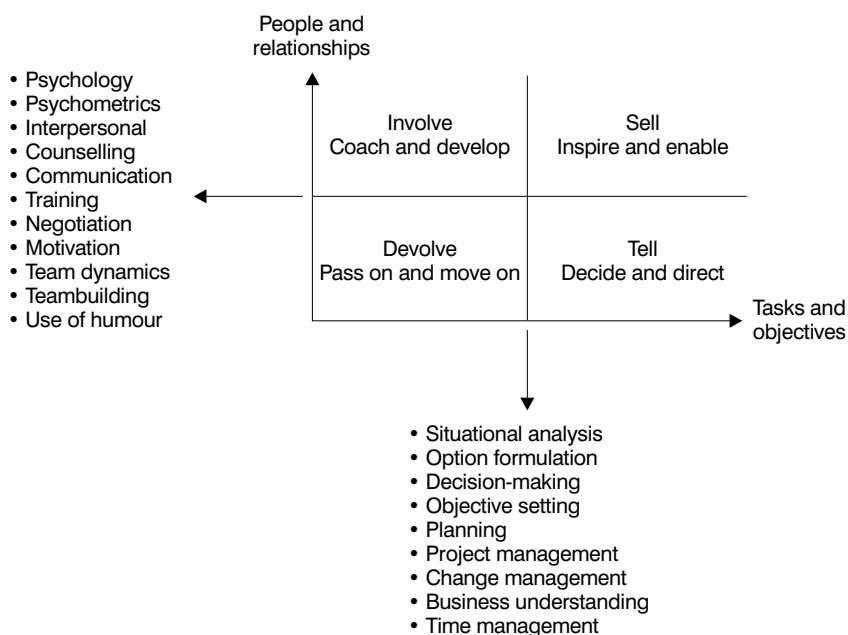 People and
relationships
• Psychology
• Psychometrics
• Interpersonal
• Counselling
• Communication
• Training
• Negotiation
• Motivation
• Team dynamics
• Teambuilding
• Use of humour
Involve
Coach and develop
Sell
Inspire and enable
Devolve
Pass on and move on
Tell
Decide and direct
Tasks and
objectives
• Situational analysis
• Option formulation
• Decision-making
• Objective setting
• Planning
• Project management
• Change management
• Business understanding
• Time management